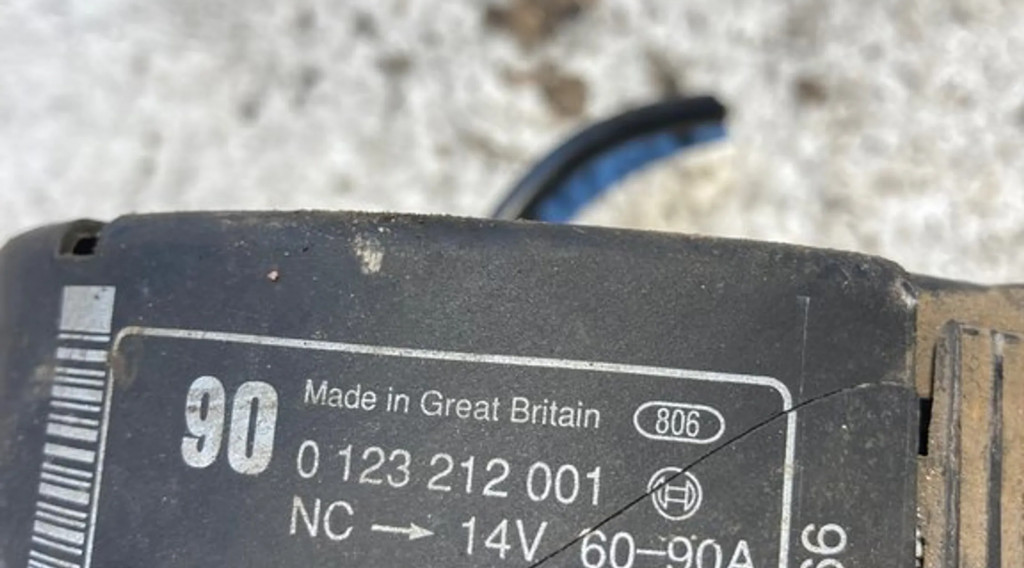 90
Made in Great Britain 806
0 123 212 001
NC → 14V 60–90A